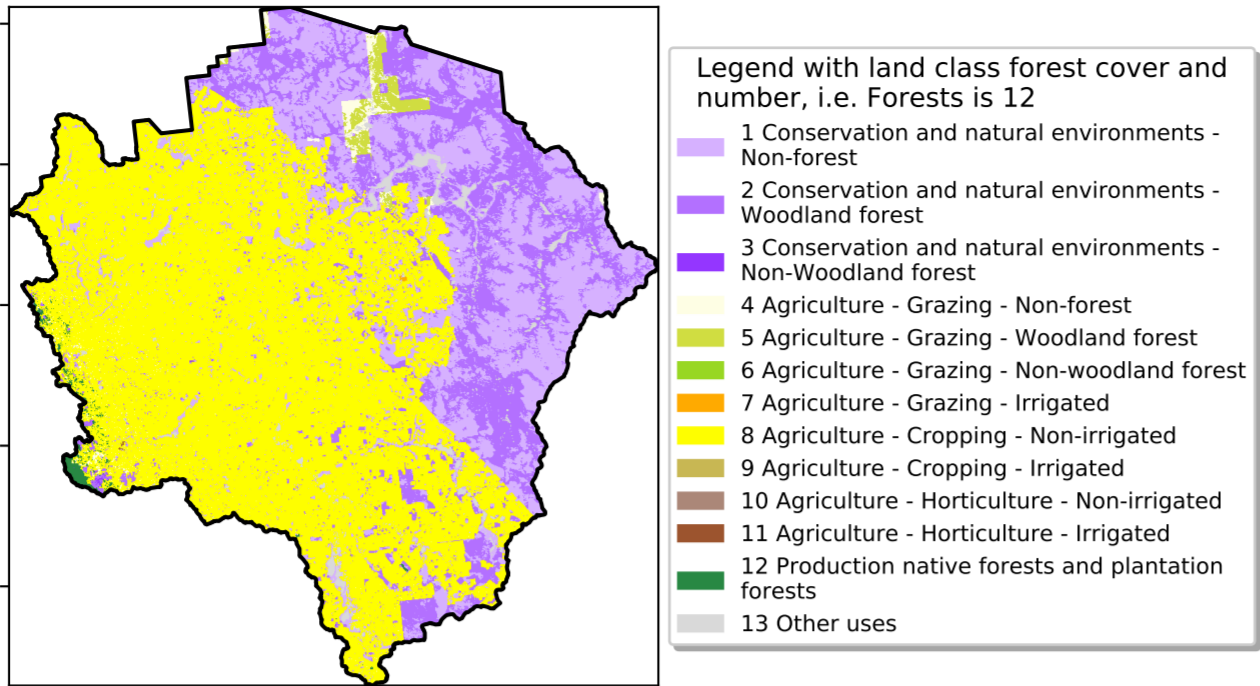 Legend with land class forest cover and
number, i.e. Forests is 12
1 Conservation and natural environments -
Non-forest
2 Conservation and natural environments -
Woodland forest
3 Conservation and natural environments -
Non-Woodland forest
4 Agriculture - Grazing - Non-forest
5 Agriculture - Grazing - Woodland forest
6 Agriculture - Grazing - Non-woodland forest
7 Agriculture - Grazing - Irrigated
8 Agriculture - Cropping - Non-irrigated
9 Agriculture - Cropping - Irrigated
10 Agriculture - Horticulture - Non-irrigated
11 Agriculture - Horticulture - Irrigated
12 Production native forests and plantation
forests
13 Other uses